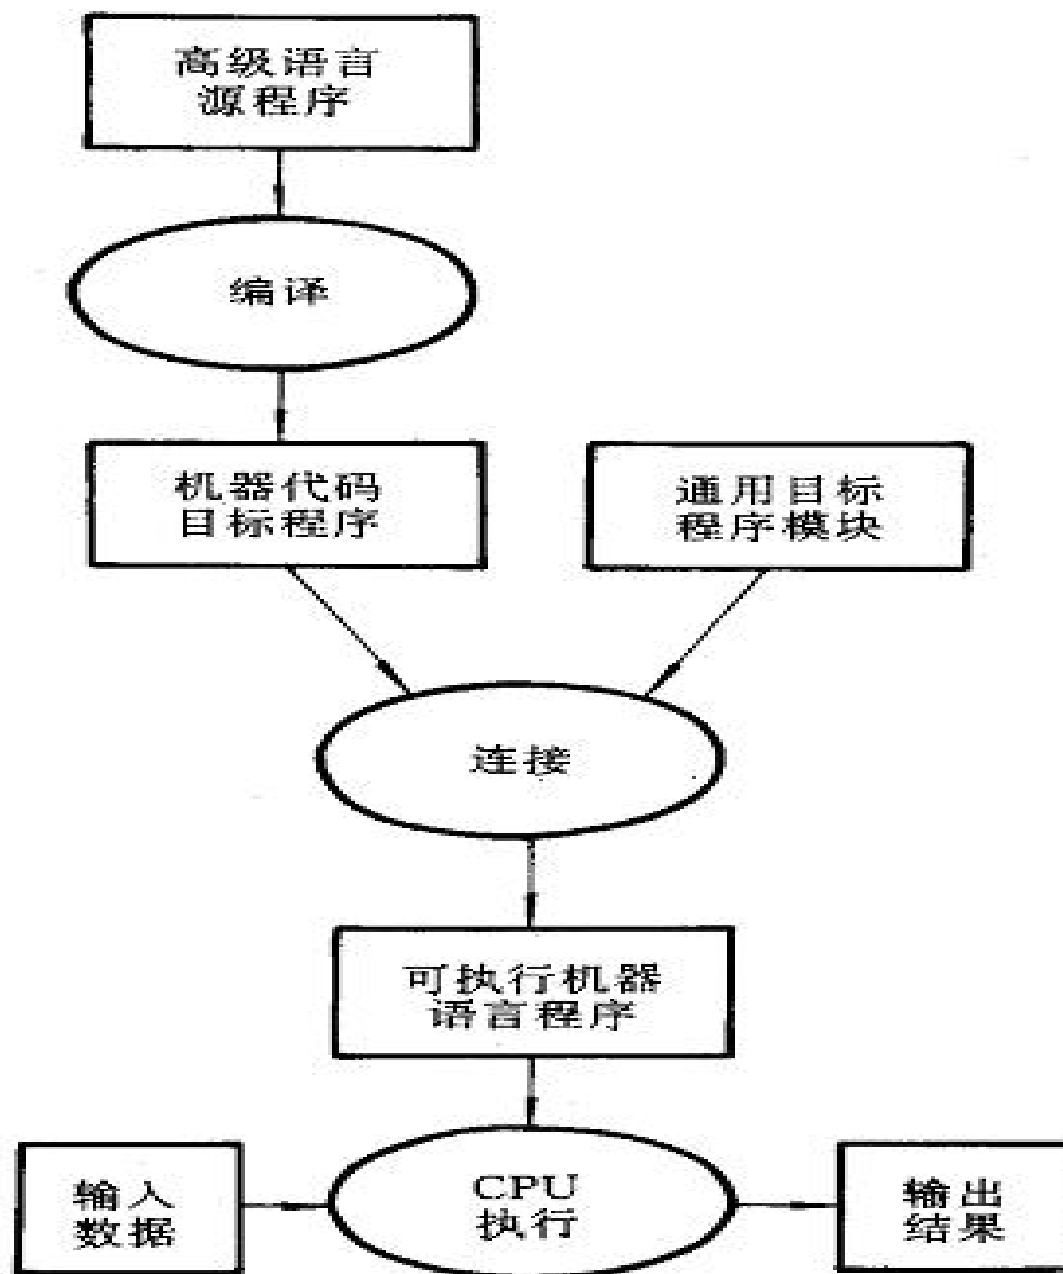 高级语言
源程序
编译
机器代码
目标程序
通用目标
程序模块
连接
可执行机器
语言程序
输入
数据
CPU
执行
输出
结果